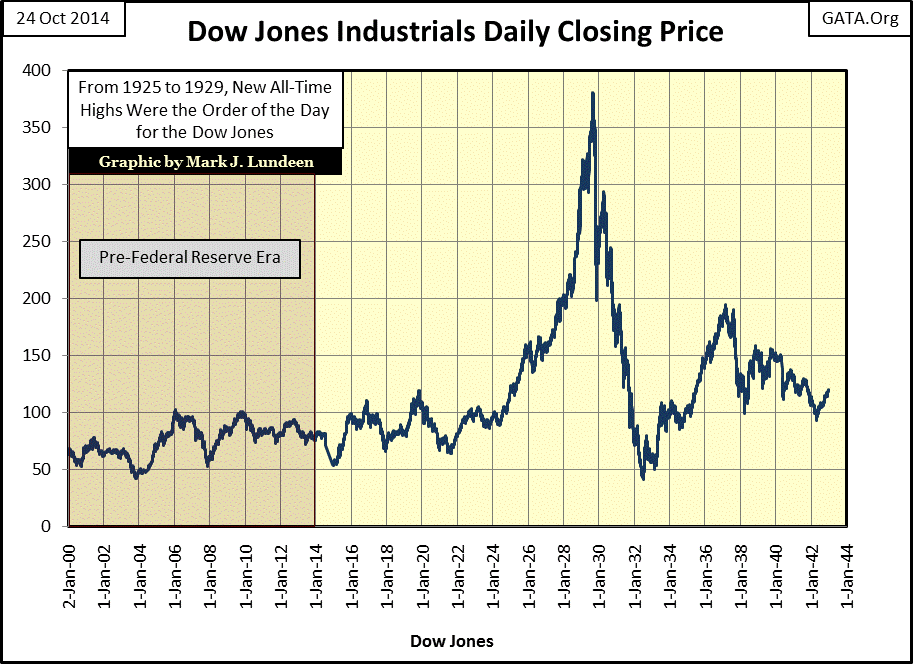 24 Oct 2014
Dow Jones Industrials Daily Closing Price
GATA.Org
400
350
300
250
200
150
100
50
0
From 1925 to 1929, New All-Time
Highs Were the Order of the Day
for the Dow Jones
Graphic by Mark J. Lundeen
Pre-Federal Reserve Era
2-Jan-00
1-Jan-02
1-Jan-04
1-Jan-06
1-Jan-08
1-Jan-10
1-Jan-12
1-Jan-14
1-Jan-16
1-Jan-18
1-Jan-20
1-Jan-22
1-Jan-24
1-Jan-26
1-Jan-28
1-Jan-30
1-Jan-32
1-Jan-34
1-Jan-36
1-Jan-38
1-Jan-40
1-Jan-42
1-Jan-44
Dow Jones